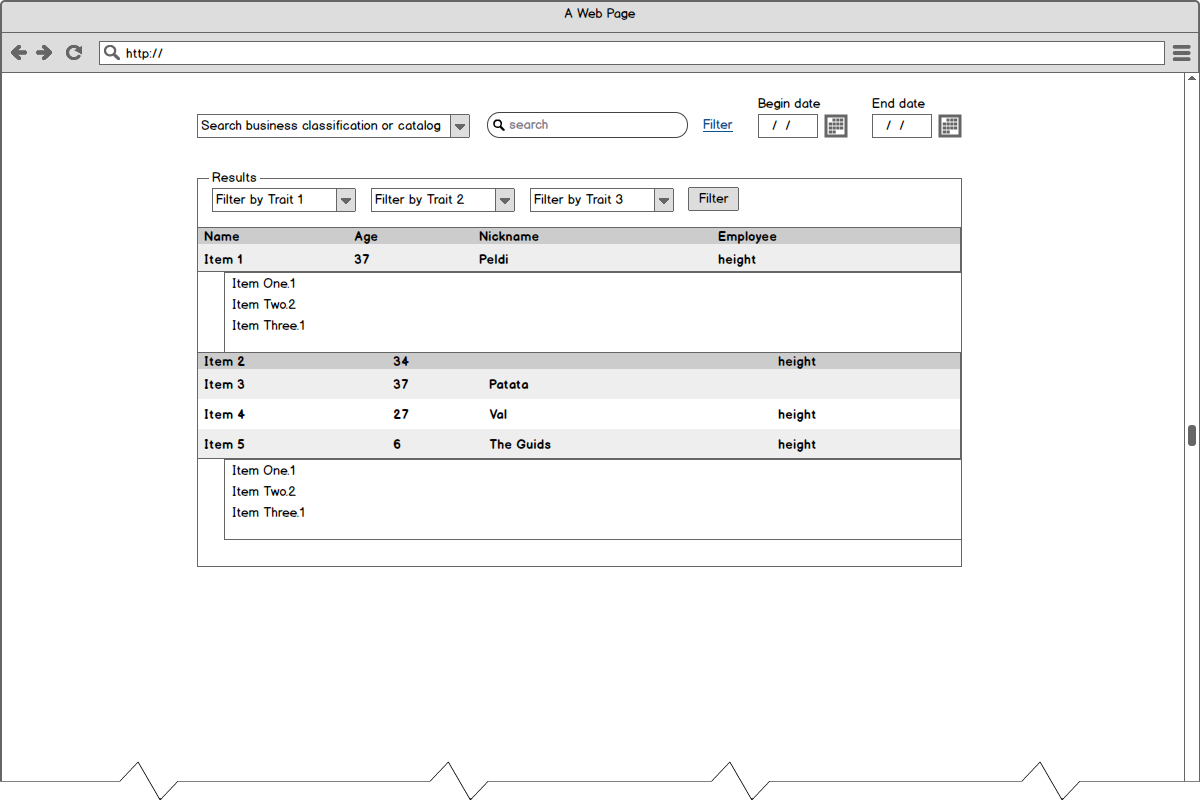 A Web Page
http://
Begin date End date
Search business classification or catalog search Filter / / / /
Results
Filter by Trait 1 Filter by Trait 2 Filter by Trait 3 Filter
Name Age Nickname Employee
Item 1 37 Peldi height
Item One.1
Item Two.2
Item Three.1
Item 2 34 height
Item 3 37 Patata
Item 4 27 Val height
Item 5 6 The Guids height
Item One.1
Item Two.2
Item Three.1